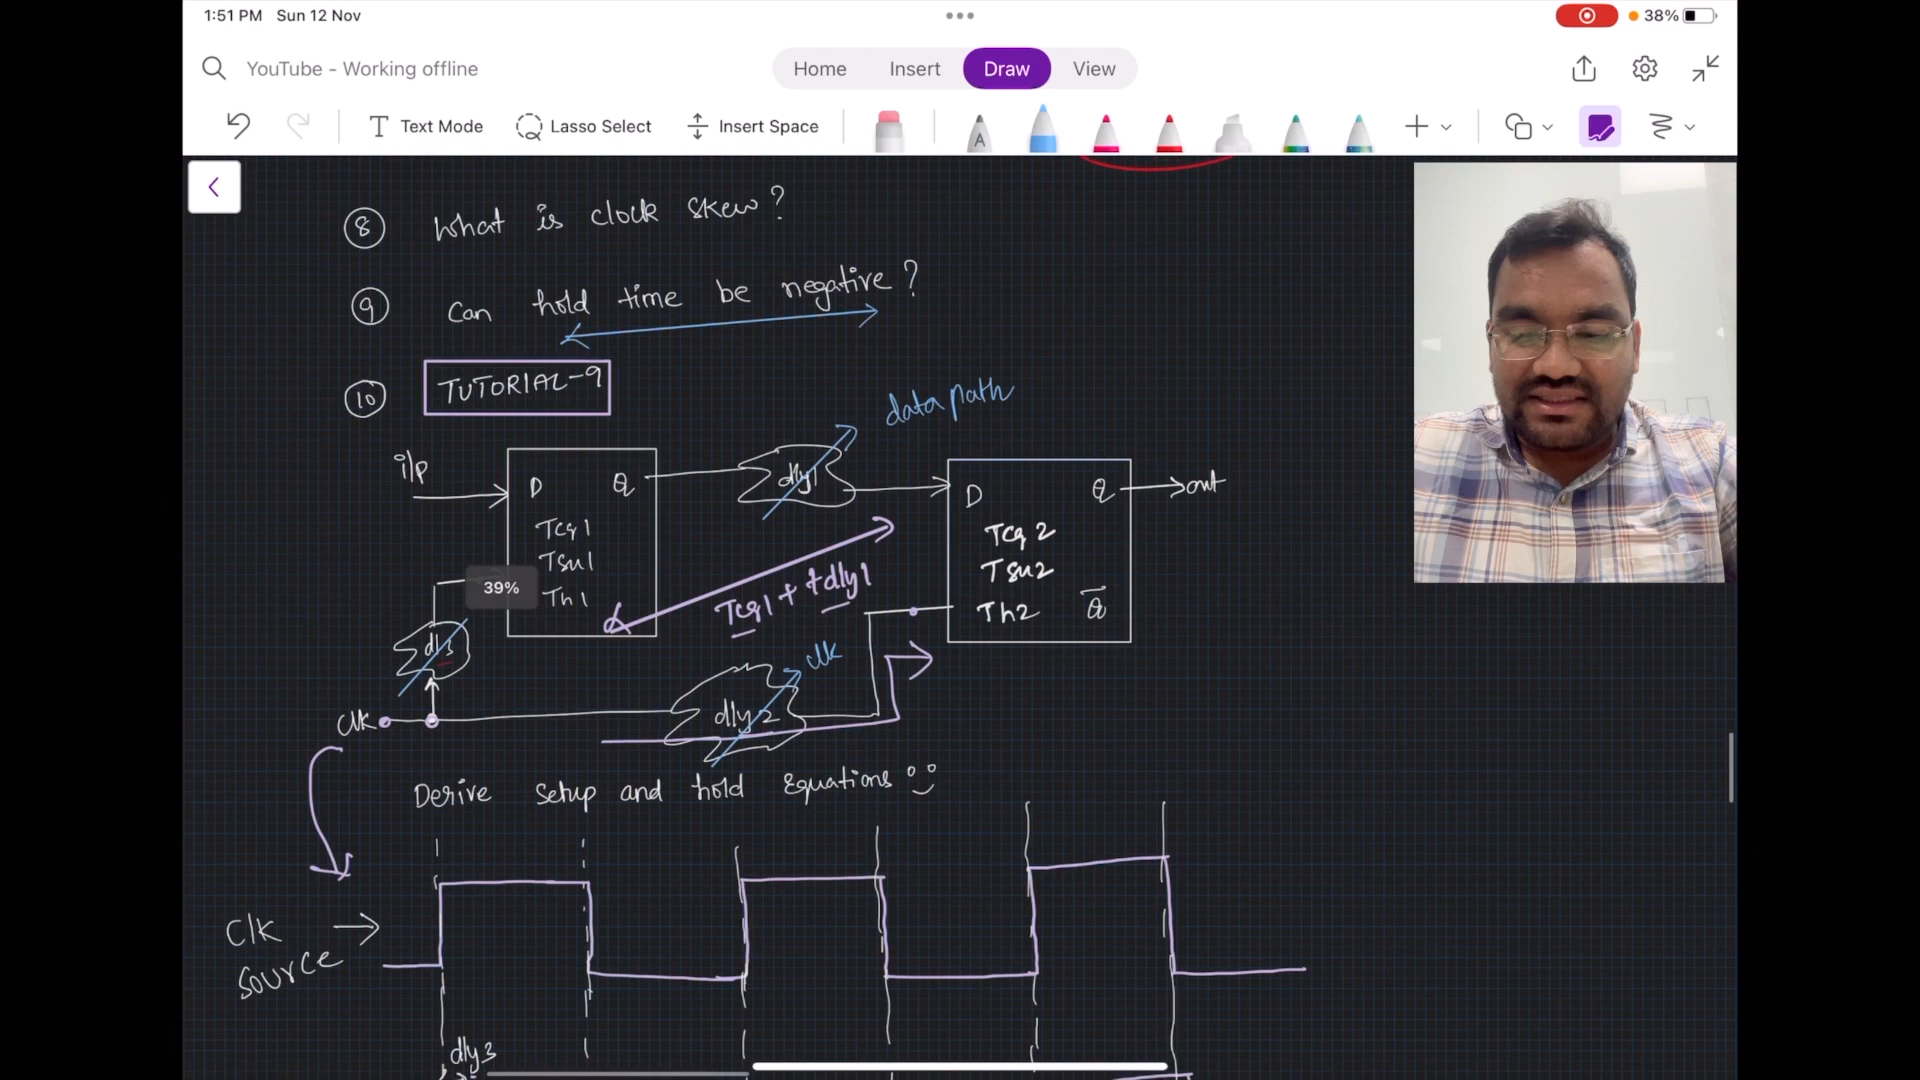 1:51 PM Sun 12 Nov
38%
YouTube - Working offline
Home Insert Draw View
T Text Mode Lasso Select Insert Space
A
8 What is clock skew?
9 Can hold time be negative?
10 TUTORIAL-9
data path
i/p
D Q
dly1
D Q out
Tcq1
Tsu1
Th1
39%
Tcq1 + tdly1
Tcq2
Tsu2
Th2 Q̅
clk
dly2
clk
Derive setup and hold Equations
Clk
source
dly3